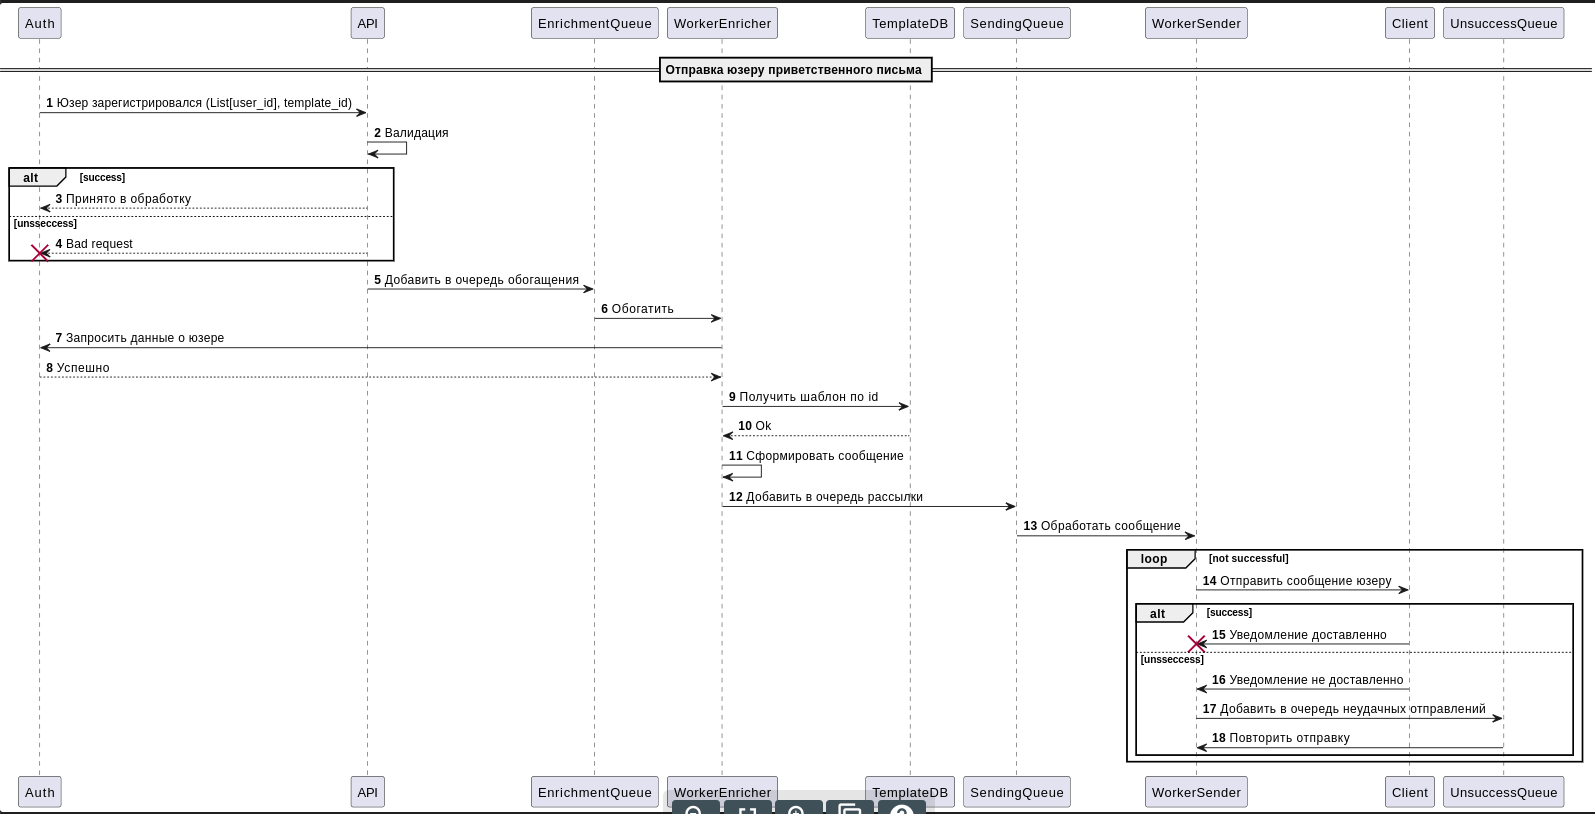 Auth API EnrichmentQueue WorkerEnricher TemplateDB SendingQueue WorkerSender Client UnsuccessQueue
Отправка юзеру приветственного письма
1 Юзер зарегистрировался (List[user_id], template_id)
2 Валидация
alt [success]
3 Принято в обработку
[unsseccess]
4 Bad request
5 Добавить в очередь обогащения
6 Обогатить
7 Запросить данные о юзере
8 Успешно
9 Получить шаблон по id
10 Ok
11 Сформировать сообщение
12 Добавить в очередь рассылки
13 Обработать сообщение
loop [not successful]
14 Отправить сообщение юзеру
alt [success]
15 Уведомление доставленно
[unsseccess]
16 Уведомление не доставленно
17 Добавить в очередь неудачных отправлений
18 Повторить отправку
Auth API EnrichmentQueue WorkerEnricher TemplateDB SendingQueue WorkerSender Client UnsuccessQueue